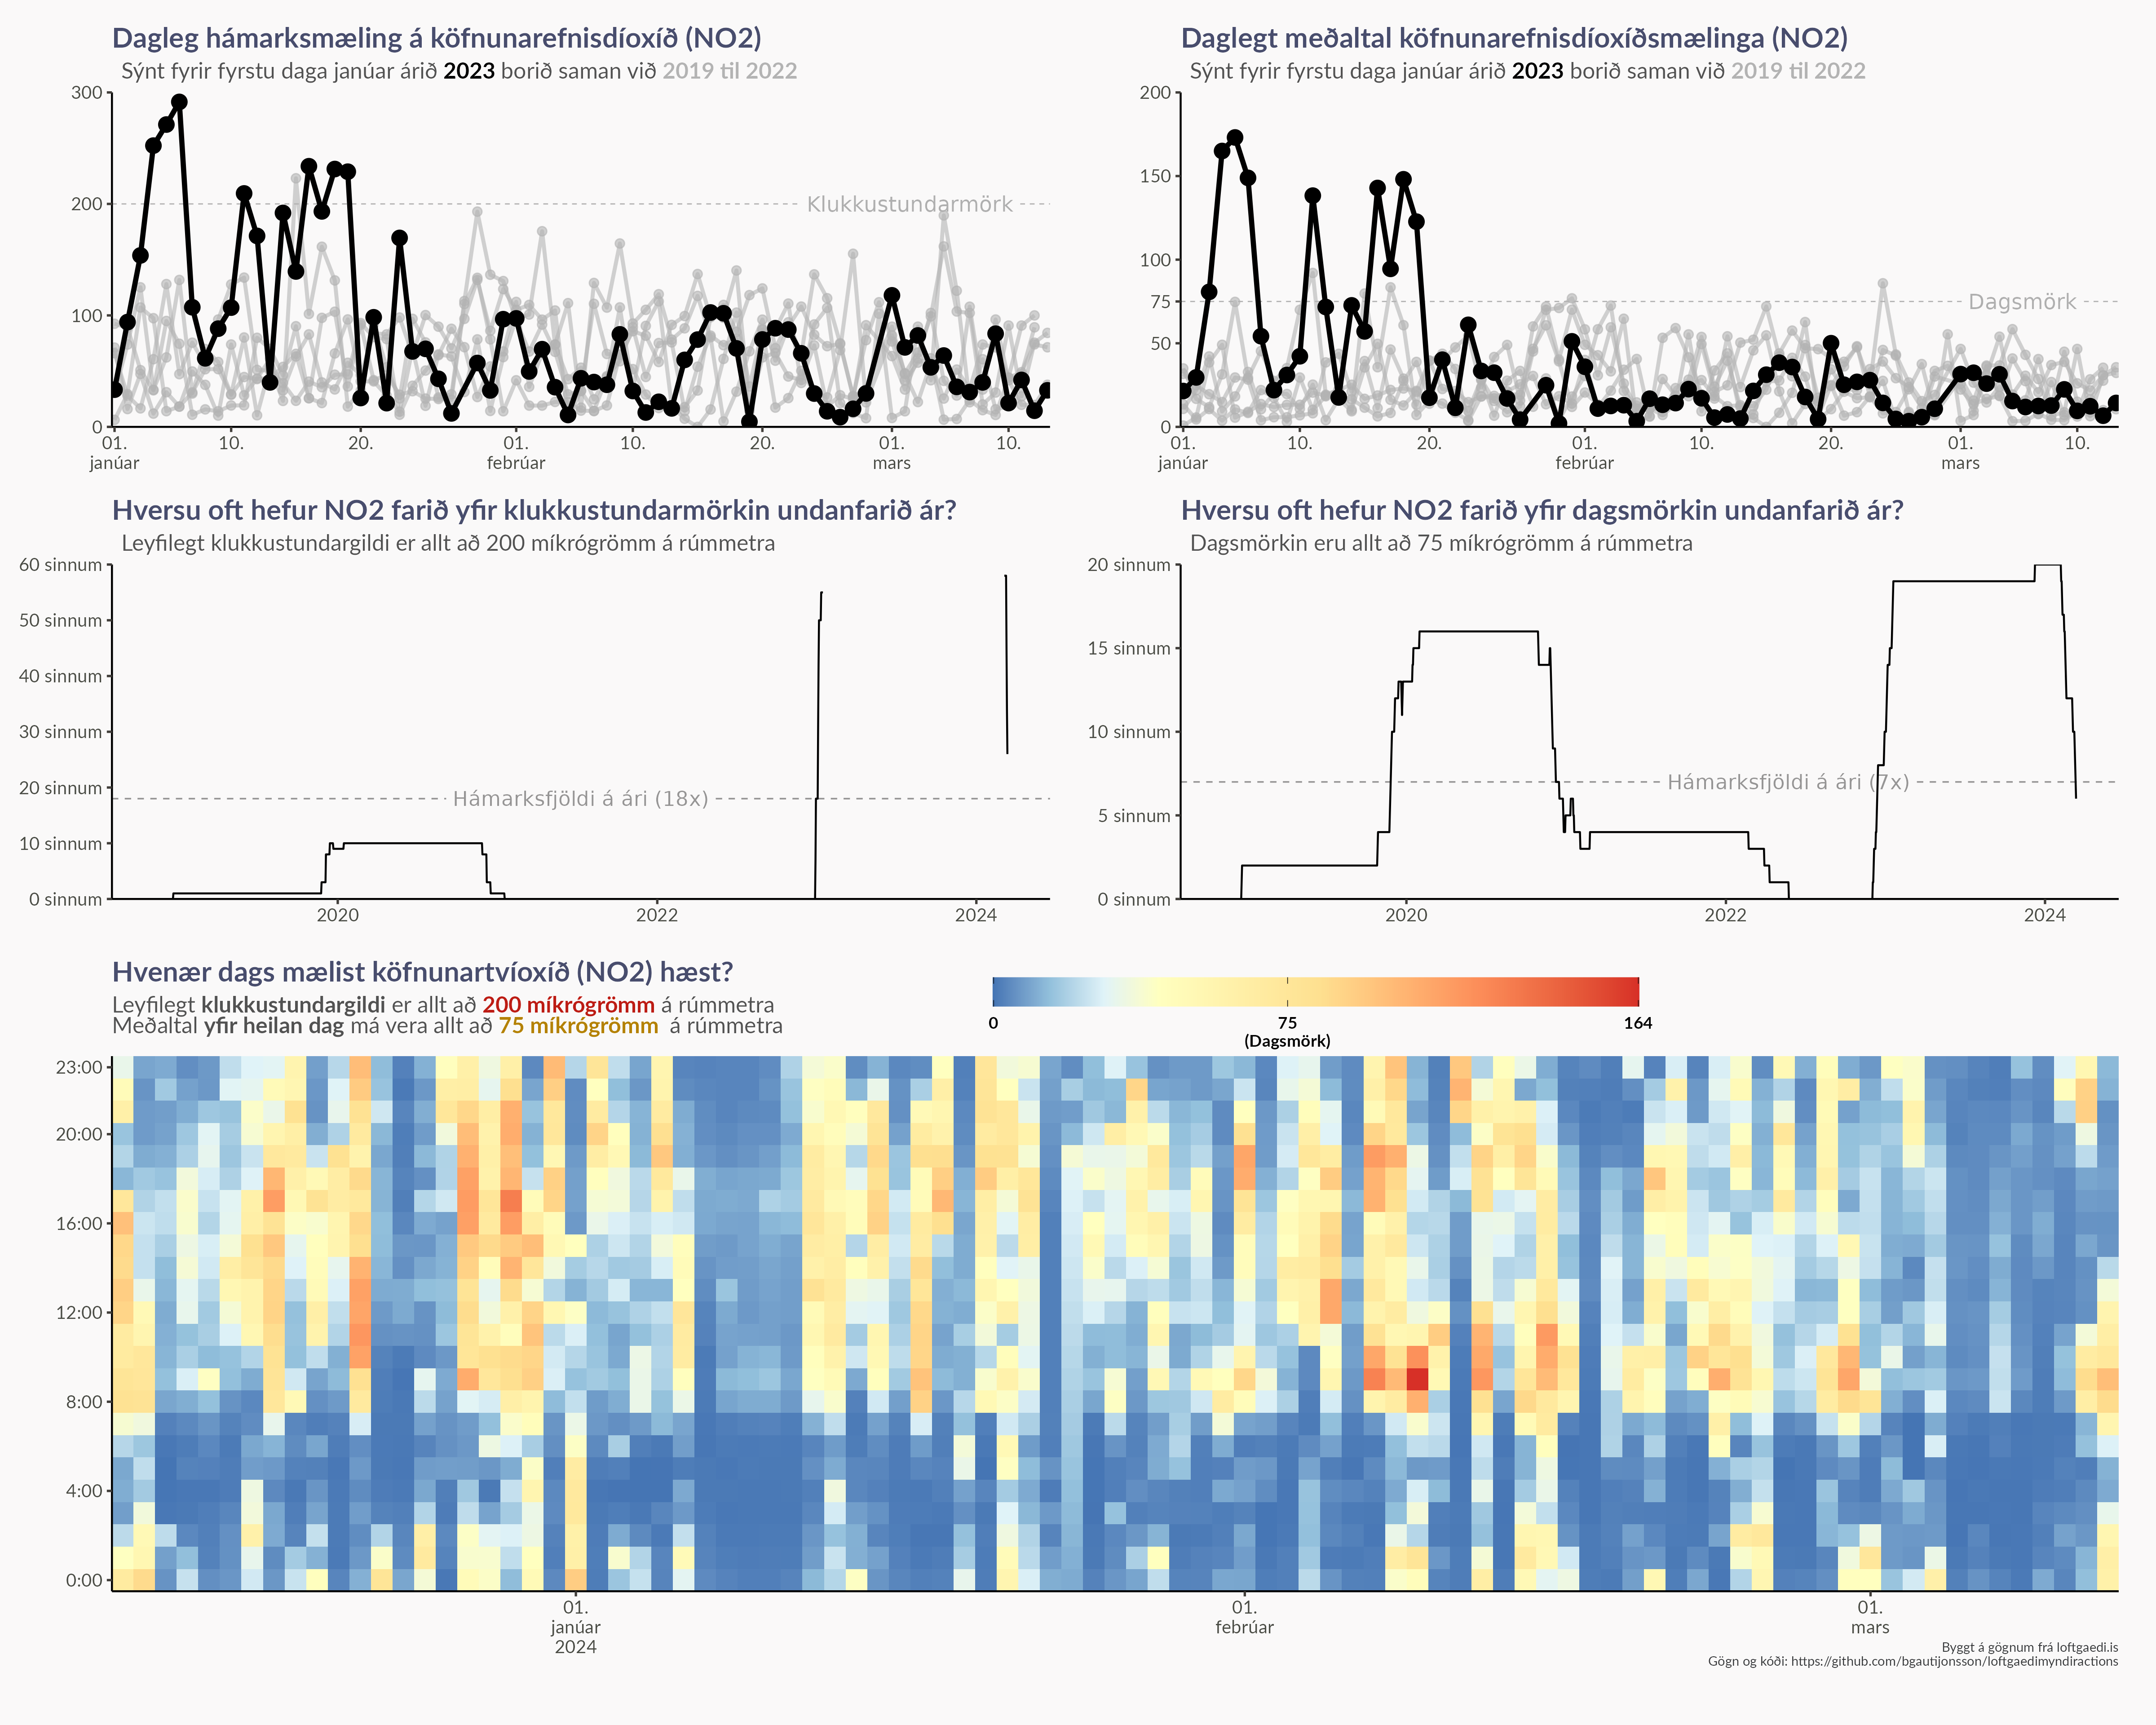 Dagleg hámarksmæling á köfnunarefnisdíoxíð (NO2)
Sýnt fyrir fyrstu daga janúar árið 2023 borið saman við 2019 til 2022
300
200
100
0
Klukkustundarmörk
01. 10. 20. 01. 10. 20. 01. 10.
janúar febrúar mars
Daglegt meðaltal köfnunarefnisdíoxíðsmælinga (NO2)
Sýnt fyrir fyrstu daga janúar árið 2023 borið saman við 2019 til 2022
200
150
100
75
50
0
Dagsmörk
01. 10. 20. 01. 10. 20. 01. 10.
janúar febrúar mars
Hversu oft hefur NO2 farið yfir klukkustundarmörkin undanfarið ár?
Leyfilegt klukkustundargildi er allt að 200 míkrógrömm á rúmmetra
60 sinnum
50 sinnum
40 sinnum
30 sinnum
20 sinnum
10 sinnum
0 sinnum
Hámarksfjöldi á ári (18x)
2020 2022 2024
Hversu oft hefur NO2 farið yfir dagsmörkin undanfarið ár?
Dagsmörkin eru allt að 75 míkrógrömm á rúmmetra
20 sinnum
15 sinnum
10 sinnum
5 sinnum
0 sinnum
Hámarksfjöldi á ári (7x)
2020 2022 2024
Hvenær dags mælist köfnunartvíoxíð (NO2) hæst?
Leyfilegt klukkustundargildi er allt að 200 míkrógrömm á rúmmetra
Meðaltal yfir heilan dag má vera allt að 75 míkrógrömm á rúmmetra
0 75 164
(Dagsmörk)
23:00
20:00
16:00
12:00
8:00
4:00
0:00
01. 01. 01.
janúar febrúar mars
2024
Byggt á gögnum frá loftgaedi.is
Gögn og kóði: https://github.com/bgautijonsson/loftgaedimyndiractions